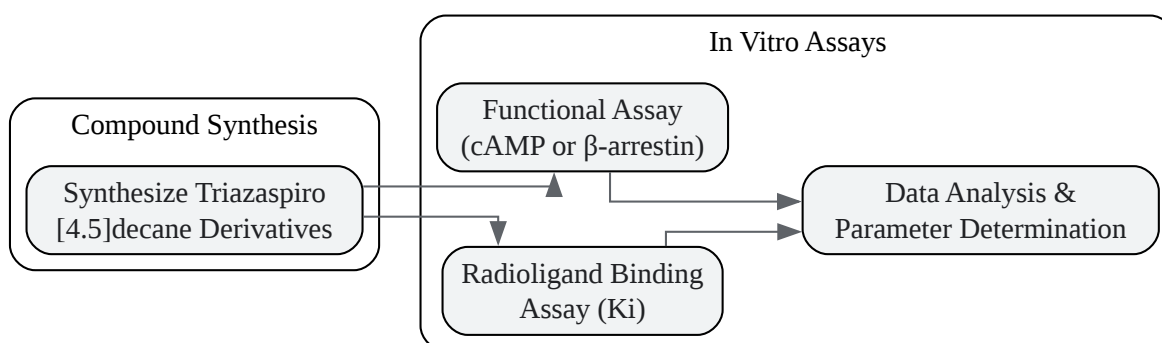 Compound Synthesis
Synthesize Triazaspiro
[4.5]decane Derivatives
In Vitro Assays
Functional Assay
(cAMP or β-arrestin)
Radioligand Binding
Assay (Ki)
Data Analysis &
Parameter Determination